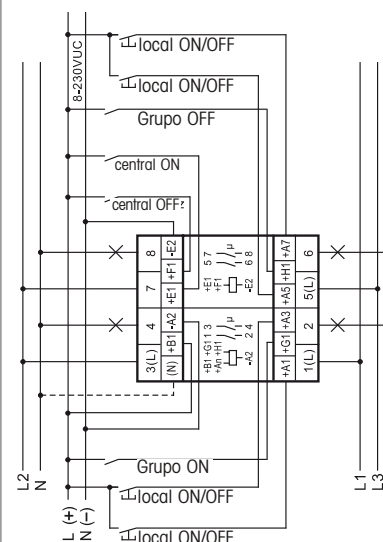 local ON/OFF
local ON/OFF
8-230VUC
Grupo OFF
central ON
central OFF
8
-E2
+F1
7
+E1
4
-A2
+B1
3(L)
(N)
5 7
µ
6 8
+E1
+F1
-E2
+B1 +G1 1 3
+An +H1
µ
2 4
-A2
+A7
6
+H1
+A5
5(L)
+A3
2
+G1
+A1
1(L)
Grupo ON
local ON/OFF
local ON/OFF
L2
N
L (+)
N (-)
L1
L3